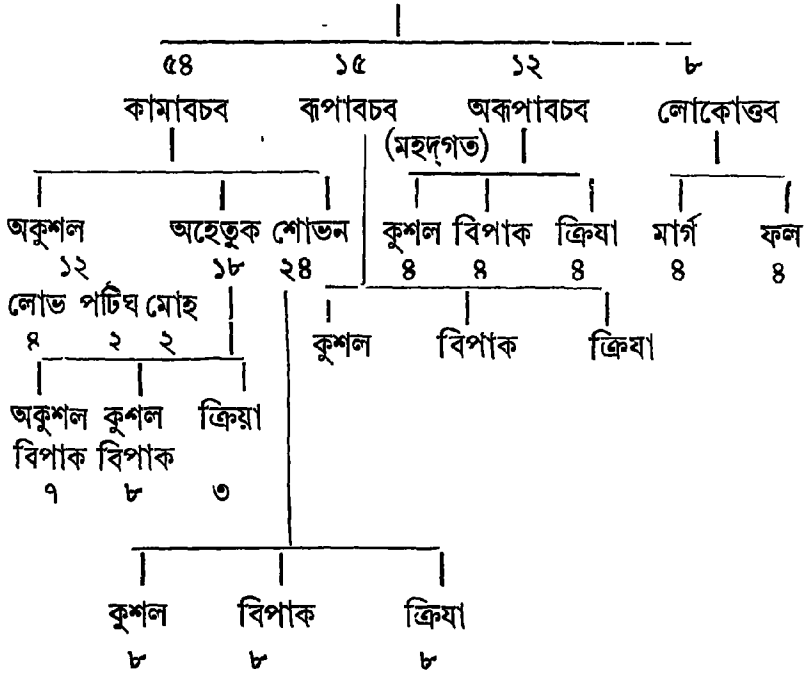 ৫৪ ১৫ ১২ ৮
কামাবচব ৰূপাবচব অৰূপাবচব লোকোত্তব
(মহদ্‌গত)
অকুশল অহেতুক শোভন কুশল বিপাক ক্রিযা মার্গ ফল
১২ ১৮ ২৪ ৪ ৪ ৪ ৪ ৪
লোভ পটিঘ মোহ
৪ ২ ২
কুশল বিপাক ক্রিযা
অকুশল কুশল ক্রিয়া
বিপাক বিপাক
৭ ৮ ৩
কুশল বিপাক ক্রিযা
৮ ৮ ৮